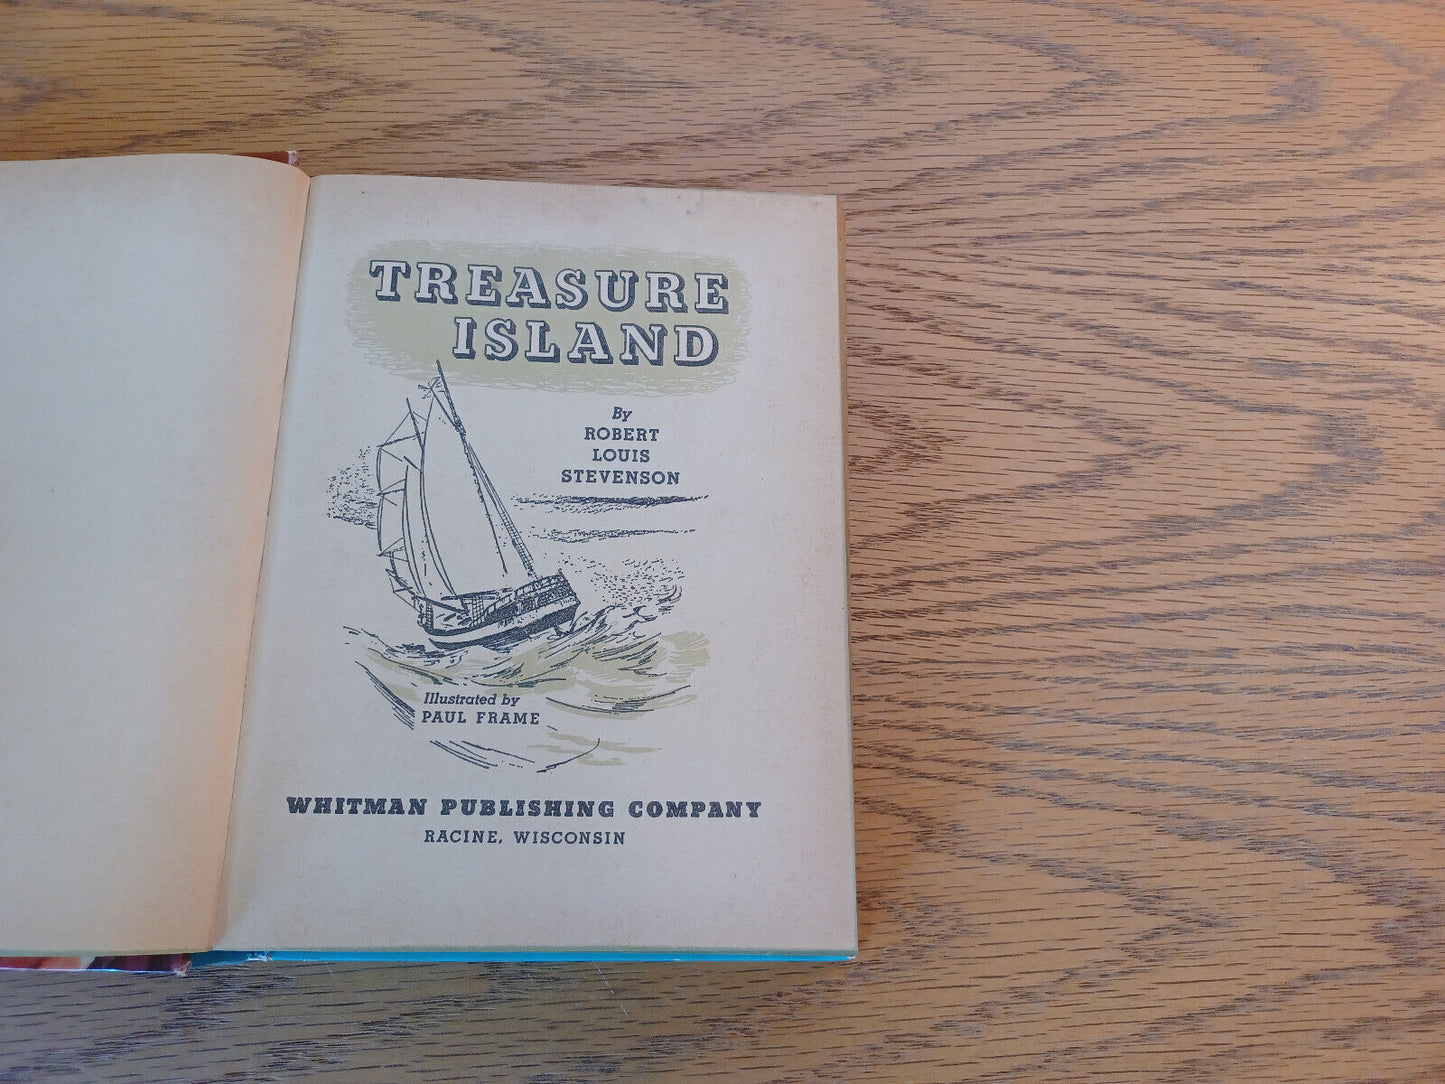 TREASURE
ISLAND
By
ROBERT
LOUIS
STEVENSON
Illustrated by
PAUL FRAME
WHITMAN PUBLISHING COMPANY
RACINE, WISCONSIN